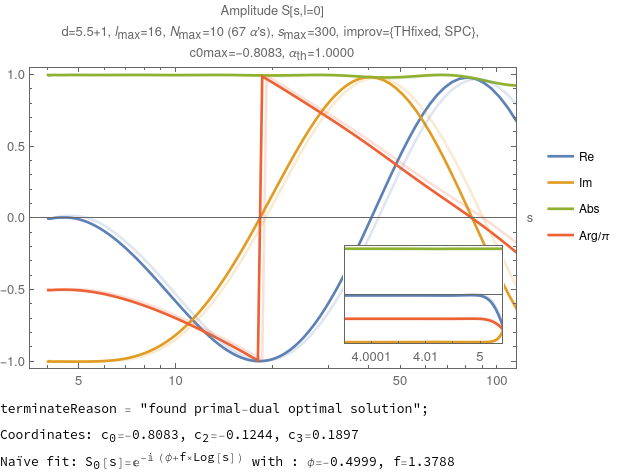 Amplitude S[s,l=0]
d=5.5+1, lmax=16, Nmax=10 (67 α's), smax=300, improv={THfixed, SPC},
c0max=-0.8083, αth=1.0000
1.0
0.5
0.0
-0.5
-1.0
s
Re
Im
Abs
Arg/π
4.0001 4.01 5
5 10 50 100
terminateReason = "found primal-dual optimal solution";
Coordinates: c0=-0.8083, c2=-0.1244, c3=0.1897
Naïve fit: S0[s]=e^-i (ϕ+f×Log[s]) with : ϕ=-0.4999, f=1.3788